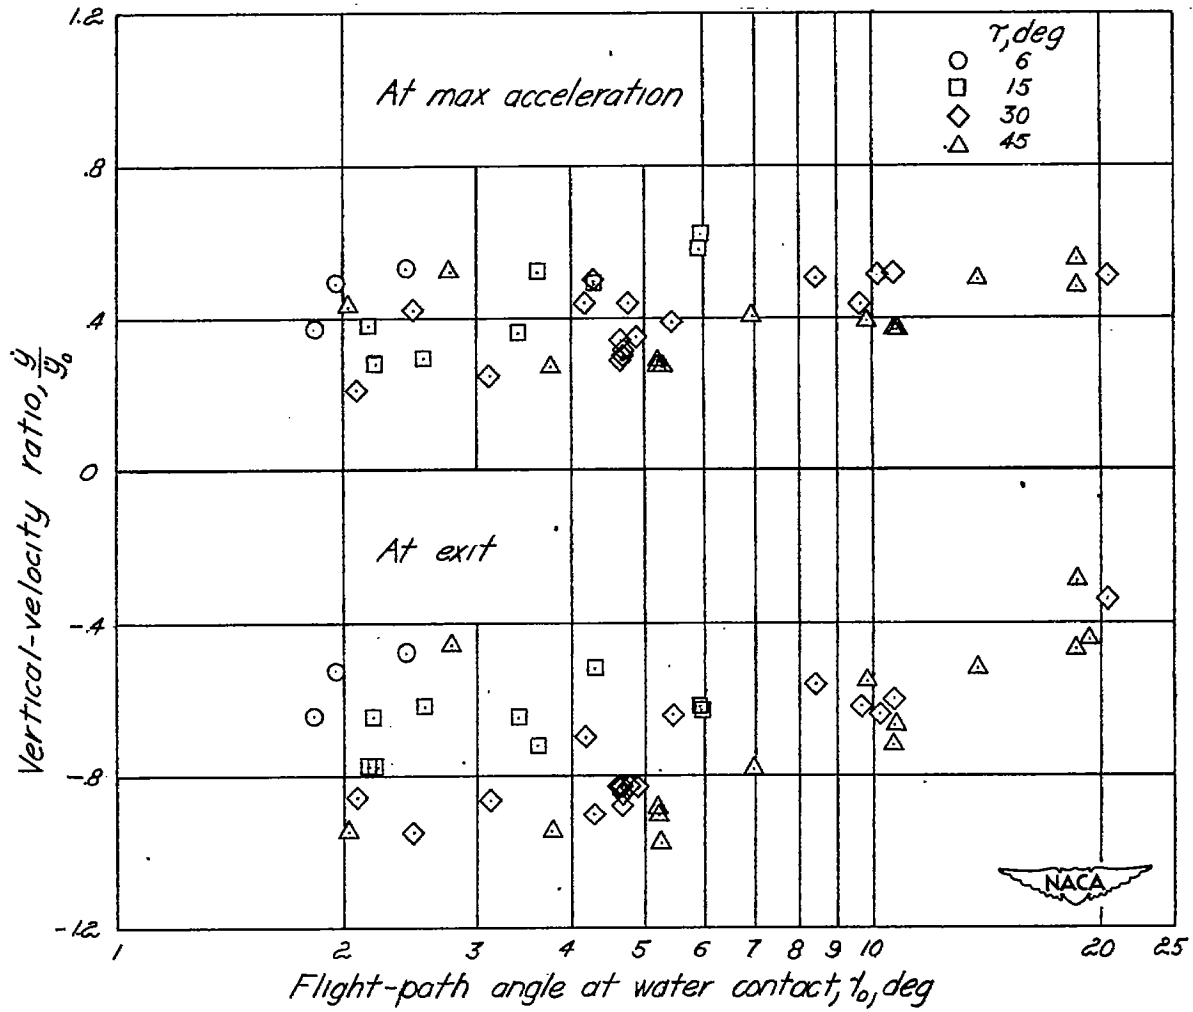 1.2
.8
.4
0
-.4
-.8
-1.2
Vertical-velocity ratio, ẏ/ẏ₀
At max acceleration
τ, deg
6
15
30
45
At exit
NACA
1 2 3 4 5 6 7 8 9 10 20 25
Flight-path angle at water contact, γ₀, deg